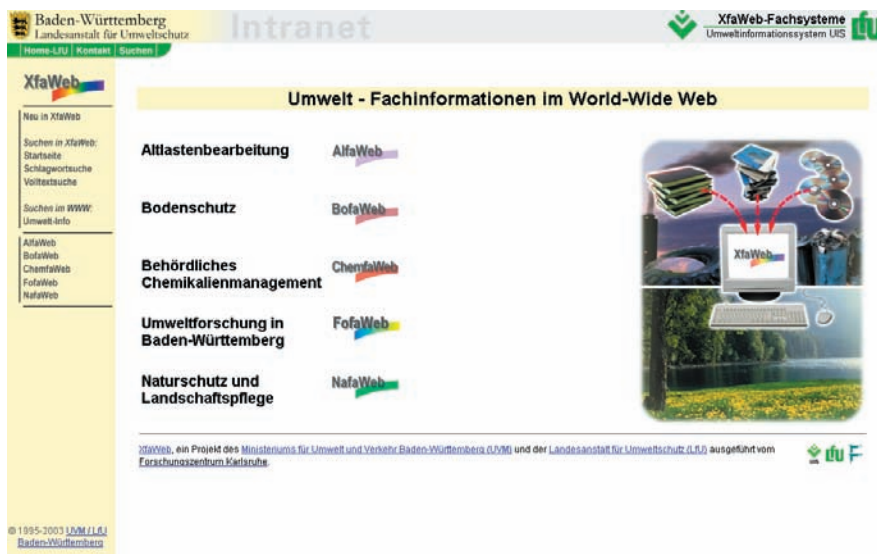 Baden-Württemberg
Landesanstalt für Umweltschutz
Intranet
XfaWeb-Fachsysteme
Umweltinformationssystem UIS
LfU
Home-LfU | Kontakt | Suchen
XfaWeb
Neu in XfaWeb
Suchen in XfaWeb:
Startseite
Schlagwortsuche
Volltextsuche
Suchen im WWW:
Umwelt-Info
AlfaWeb
BofaWeb
ChemfaWeb
FofaWeb
NafaWeb
Umwelt - Fachinformationen im World-Wide Web
Altlastenbearbeitung AlfaWeb
Bodenschutz BofaWeb
Behördliches
Chemikalienmanagement ChemfaWeb
Umweltforschung in
Baden-Württemberg FofaWeb
Naturschutz und
Landschaftspflege NafaWeb
XfaWeb
XfaWeb, ein Projekt des Ministeriums für Umwelt und Verkehr Baden-Württemberg (UVM) und der Landesanstalt für Umweltschutz (LfU) ausgeführt vom
Forschungszentrum Karlsruhe.
LfU
© 1995-2003 UVM / LfU
Baden-Württemberg